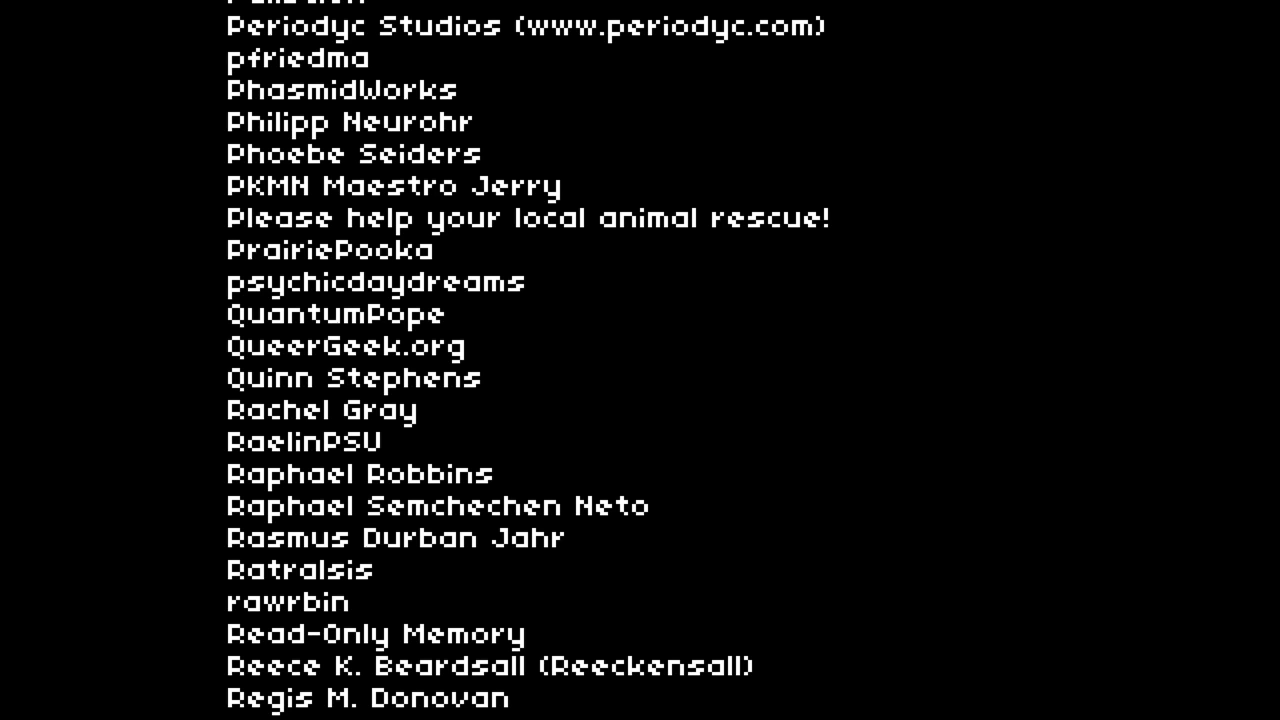 Periodyc Studios (www.periodyc.com)
pfriedma
PhasmidWorks
Philipp Neurohr
Phoebe Seiders
PKMN Maestro Jerry
Please help your local animal rescue!
PrairiePooka
psychicdaydreams
QuantumPope
QueerGeek.org
Quinn Stephens
Rachel Gray
RaelinPSU
Raphael Robbins
Raphael Semchechen Neto
Rasmus Durban Jahr
Ratralsis
rawrbin
Read-Only Memory
Reece K. Beardsall (Reeckensall)
Regis M. Donovan